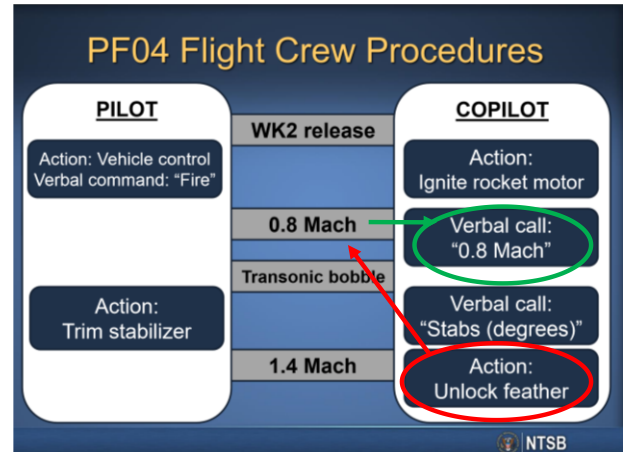 PF04 Flight Crew Procedures
PILOT
Action: Vehicle control
Verbal command: “Fire”
Action:
Trim stabilizer
WK2 release
0.8 Mach
Transonic bobble
1.4 Mach
COPILOT
Action:
Ignite rocket motor
Verbal call:
“0.8 Mach”
Verbal call:
“Stabs (degrees)”
Action:
Unlock feather
NTSB